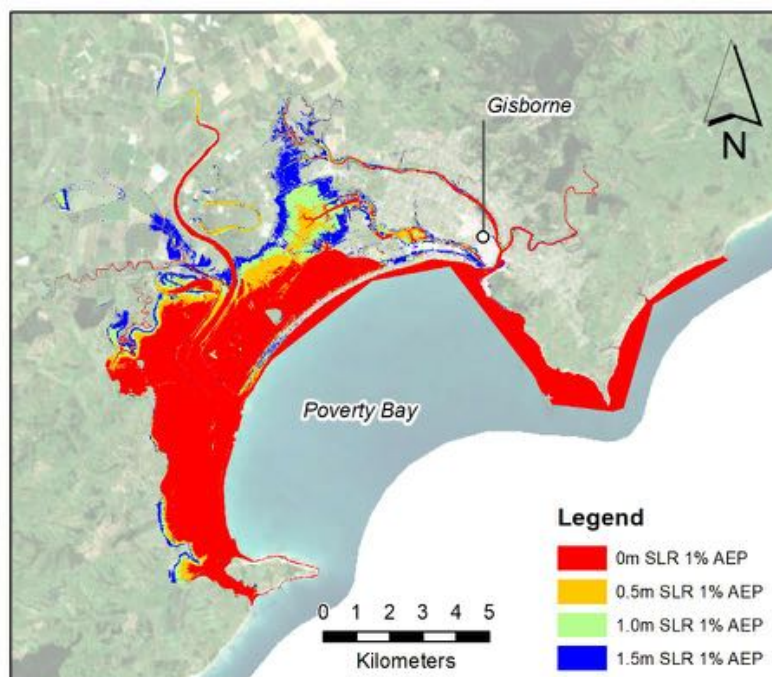 Gisborne
N
Poverty Bay
Legend
0m SLR 1% AEP
0.5m SLR 1% AEP
1.0m SLR 1% AEP
1.5m SLR 1% AEP
0 1 2 3 4 5
Kilometers